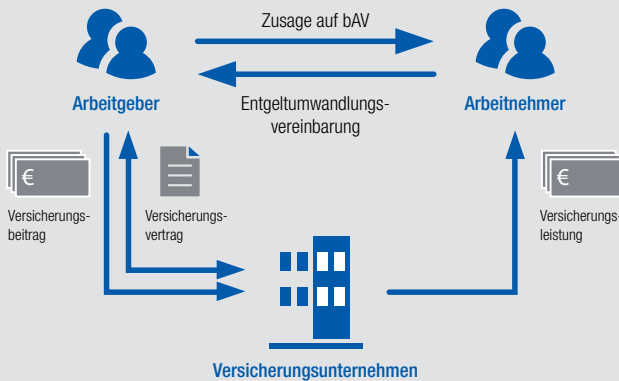 Zusage auf bAV
Arbeitgeber
Entgeltumwandlungs-
vereinbarung
Arbeitnehmer
€
Versicherungs-
beitrag
Versicherungs-
vertrag
€
Versicherungs-
leistung
Versicherungsunternehmen